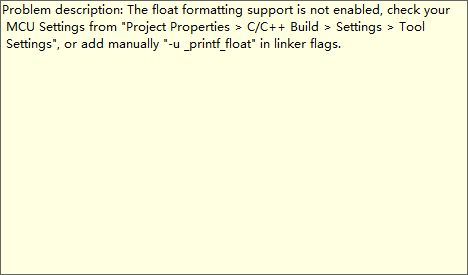 Problem description: The float formatting support is not enabled, check your
MCU Settings from "Project Properties > C/C++ Build > Settings > Tool
Settings", or add manually "-u _printf_float" in linker flags.